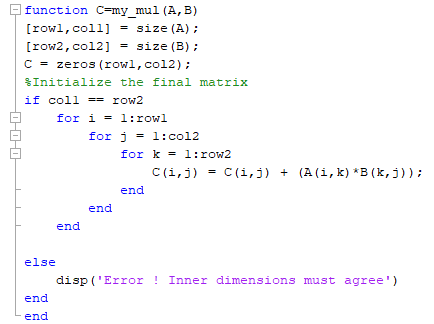 function C=my_mul(A,B)
[row1,col1] = size(A);
[row2,col2] = size(B);
C = zeros(row1,col2);
%Initialize the final matrix
if col1 == row2
    for i = 1:row1
        for j = 1:col2
            for k = 1:row2
                C(i,j) = C(i,j) + (A(i,k)*B(k,j));
            end
        end
    end

else
    disp('Error ! Inner dimensions must agree')
end
end